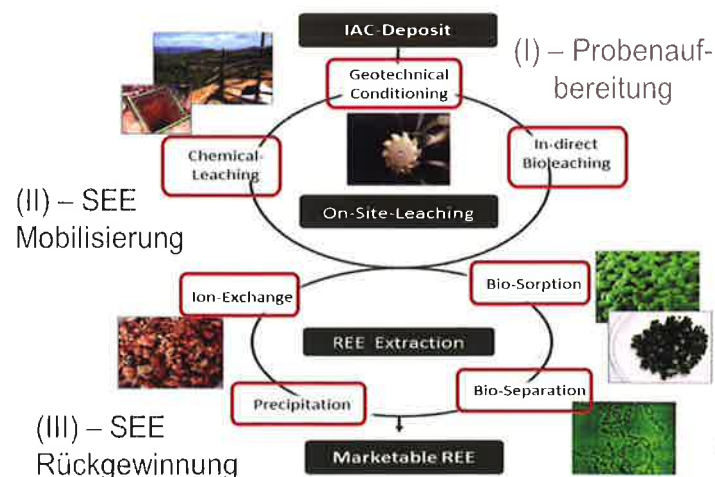 IAC-Deposit
(I) – Probenauf-
bereitung
Geotechnical
Conditioning
Chemical-
Leaching
In-direct
Bioleaching
(II) – SEE
Mobilisierung
On-Site-Leaching
Ion-Exchange
Bio-Sorption
REE Extraction
Precipitation
Bio-Separation
(III) – SEE
Rückgewinnung
Marketable REE